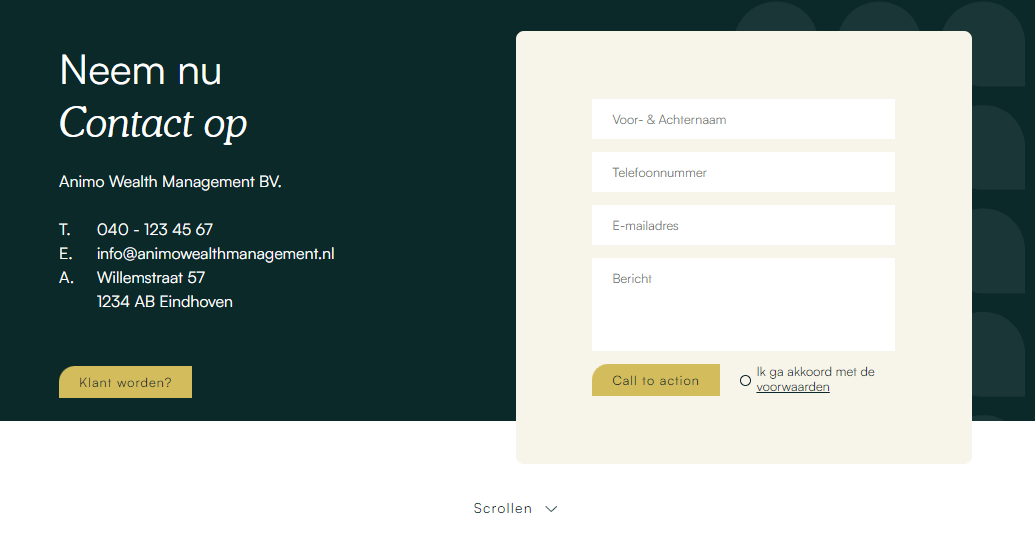 Neem nu
Contact op
Animo Wealth Management BV.
T. 040 - 123 45 67
E. info@animowealthmanagement.nl
A. Willemstraat 57
1234 AB Eindhoven
Klant worden?
Voor- & Achternaam
Telefoonnummer
E-mailadres
Bericht
Call to action
Ik ga akkoord met de
voorwaarden
Scrollen